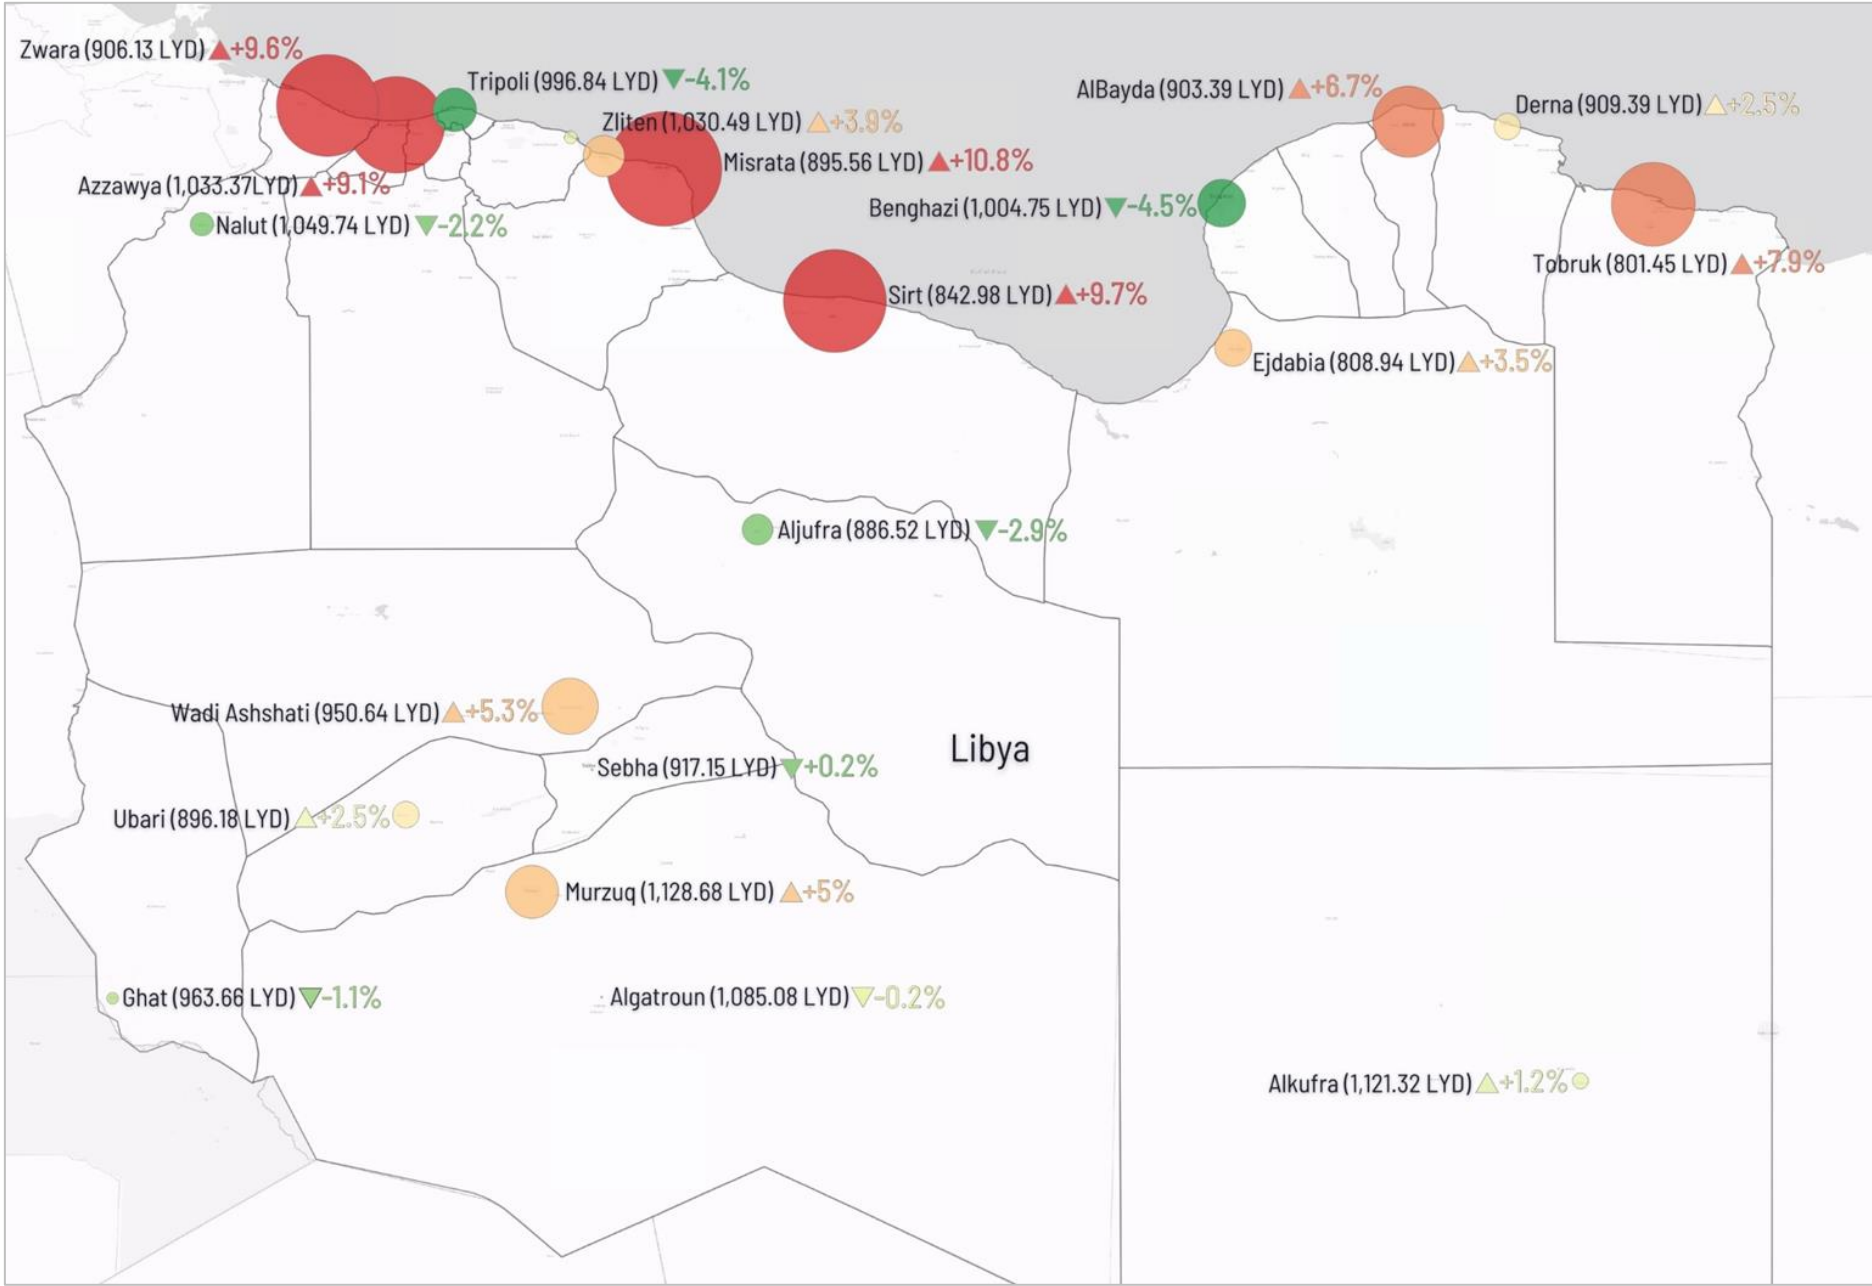 Zwara (906.13 LYD) ▲+9.6%
Tripoli (996.84 LYD) ▼-4.1%
AlBayda (903.39 LYD) ▲+6.7%
Derna (909.39 LYD) △+2.5%
Zliten (1,030.49 LYD) ▲+3.9%
Misrata (895.56 LYD) ▲+10.8%
Azzawya (1,033.37LYD) ▲+9.1%
Benghazi (1,004.75 LYD) ▼-4.5%
Nalut (1,049.74 LYD) ▼-2.2%
Tobruk (801.45 LYD) ▲+7.9%
Sirt (842.98 LYD) ▲+9.7%
Ejdabia (808.94 LYD) ▲+3.5%
Aljufra (886.52 LYD) ▼-2.9%
Wadi Ashshati (950.64 LYD) ▲+5.3%
Libya
Sebha (917.15 LYD) ▼+0.2%
Ubari (896.18 LYD) △+2.5%
Murzuq (1,128.68 LYD) ▲+5%
Ghat (963.66 LYD) ▼-1.1%
Algatroun (1,085.08 LYD) ▽-0.2%
Alkufra (1,121.32 LYD) ▲+1.2%